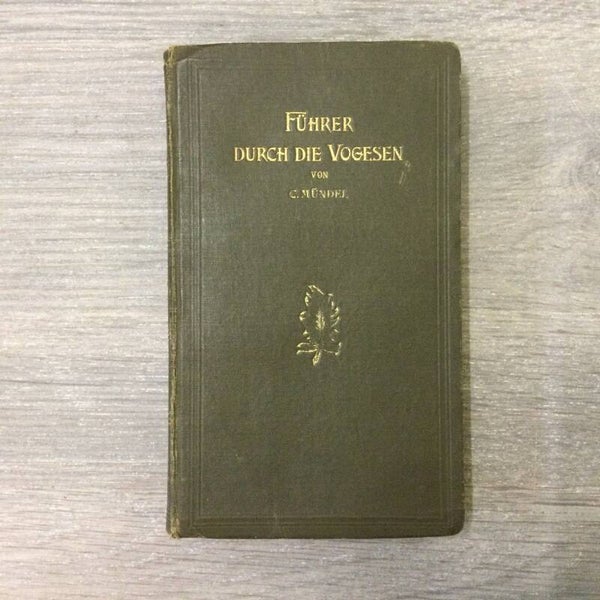 FÜHRER
DURCH DIE VOGESEN
VON
C. MÜNDEL